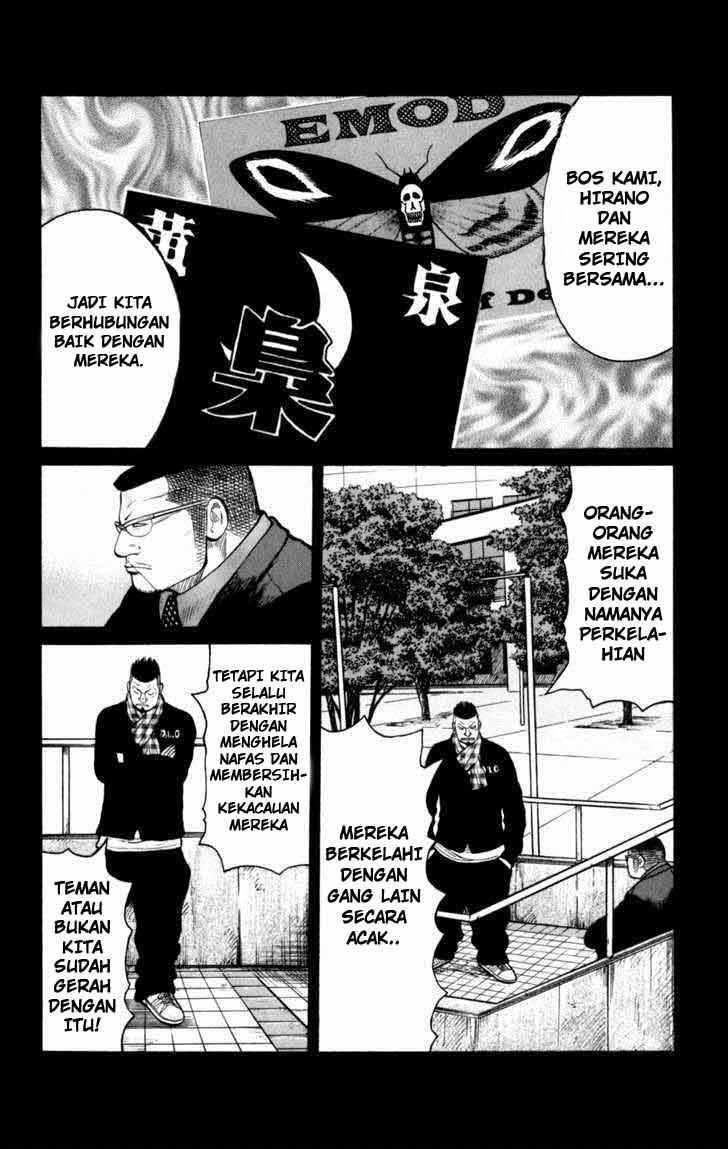 BOS KAMI,
HIRANO
DAN
MEREKA
SERING
BERSAMA...
EMOD
f De
黄
泉
梟
JADI KITA
BERHUBUNGAN
BAIK DENGAN
MEREKA.
ORANG-
ORANG
MEREKA
SUKA
DENGAN
NAMANYA
PERKELA-
HIAN
MEREKA
BERKELAHI
DENGAN
GANG LAIN
SECARA
ACAK..
TETAPI KITA
SELALU
BERAKHIR
DENGAN
MENGHELA
NAFAS DAN
MEMBERSIH-
KAN
KEKACAUAN
MEREKA
D.L.C
TEMAN
ATAU
BUKAN
KITA
SUDAH
GERAH
DENGAN
ITU!